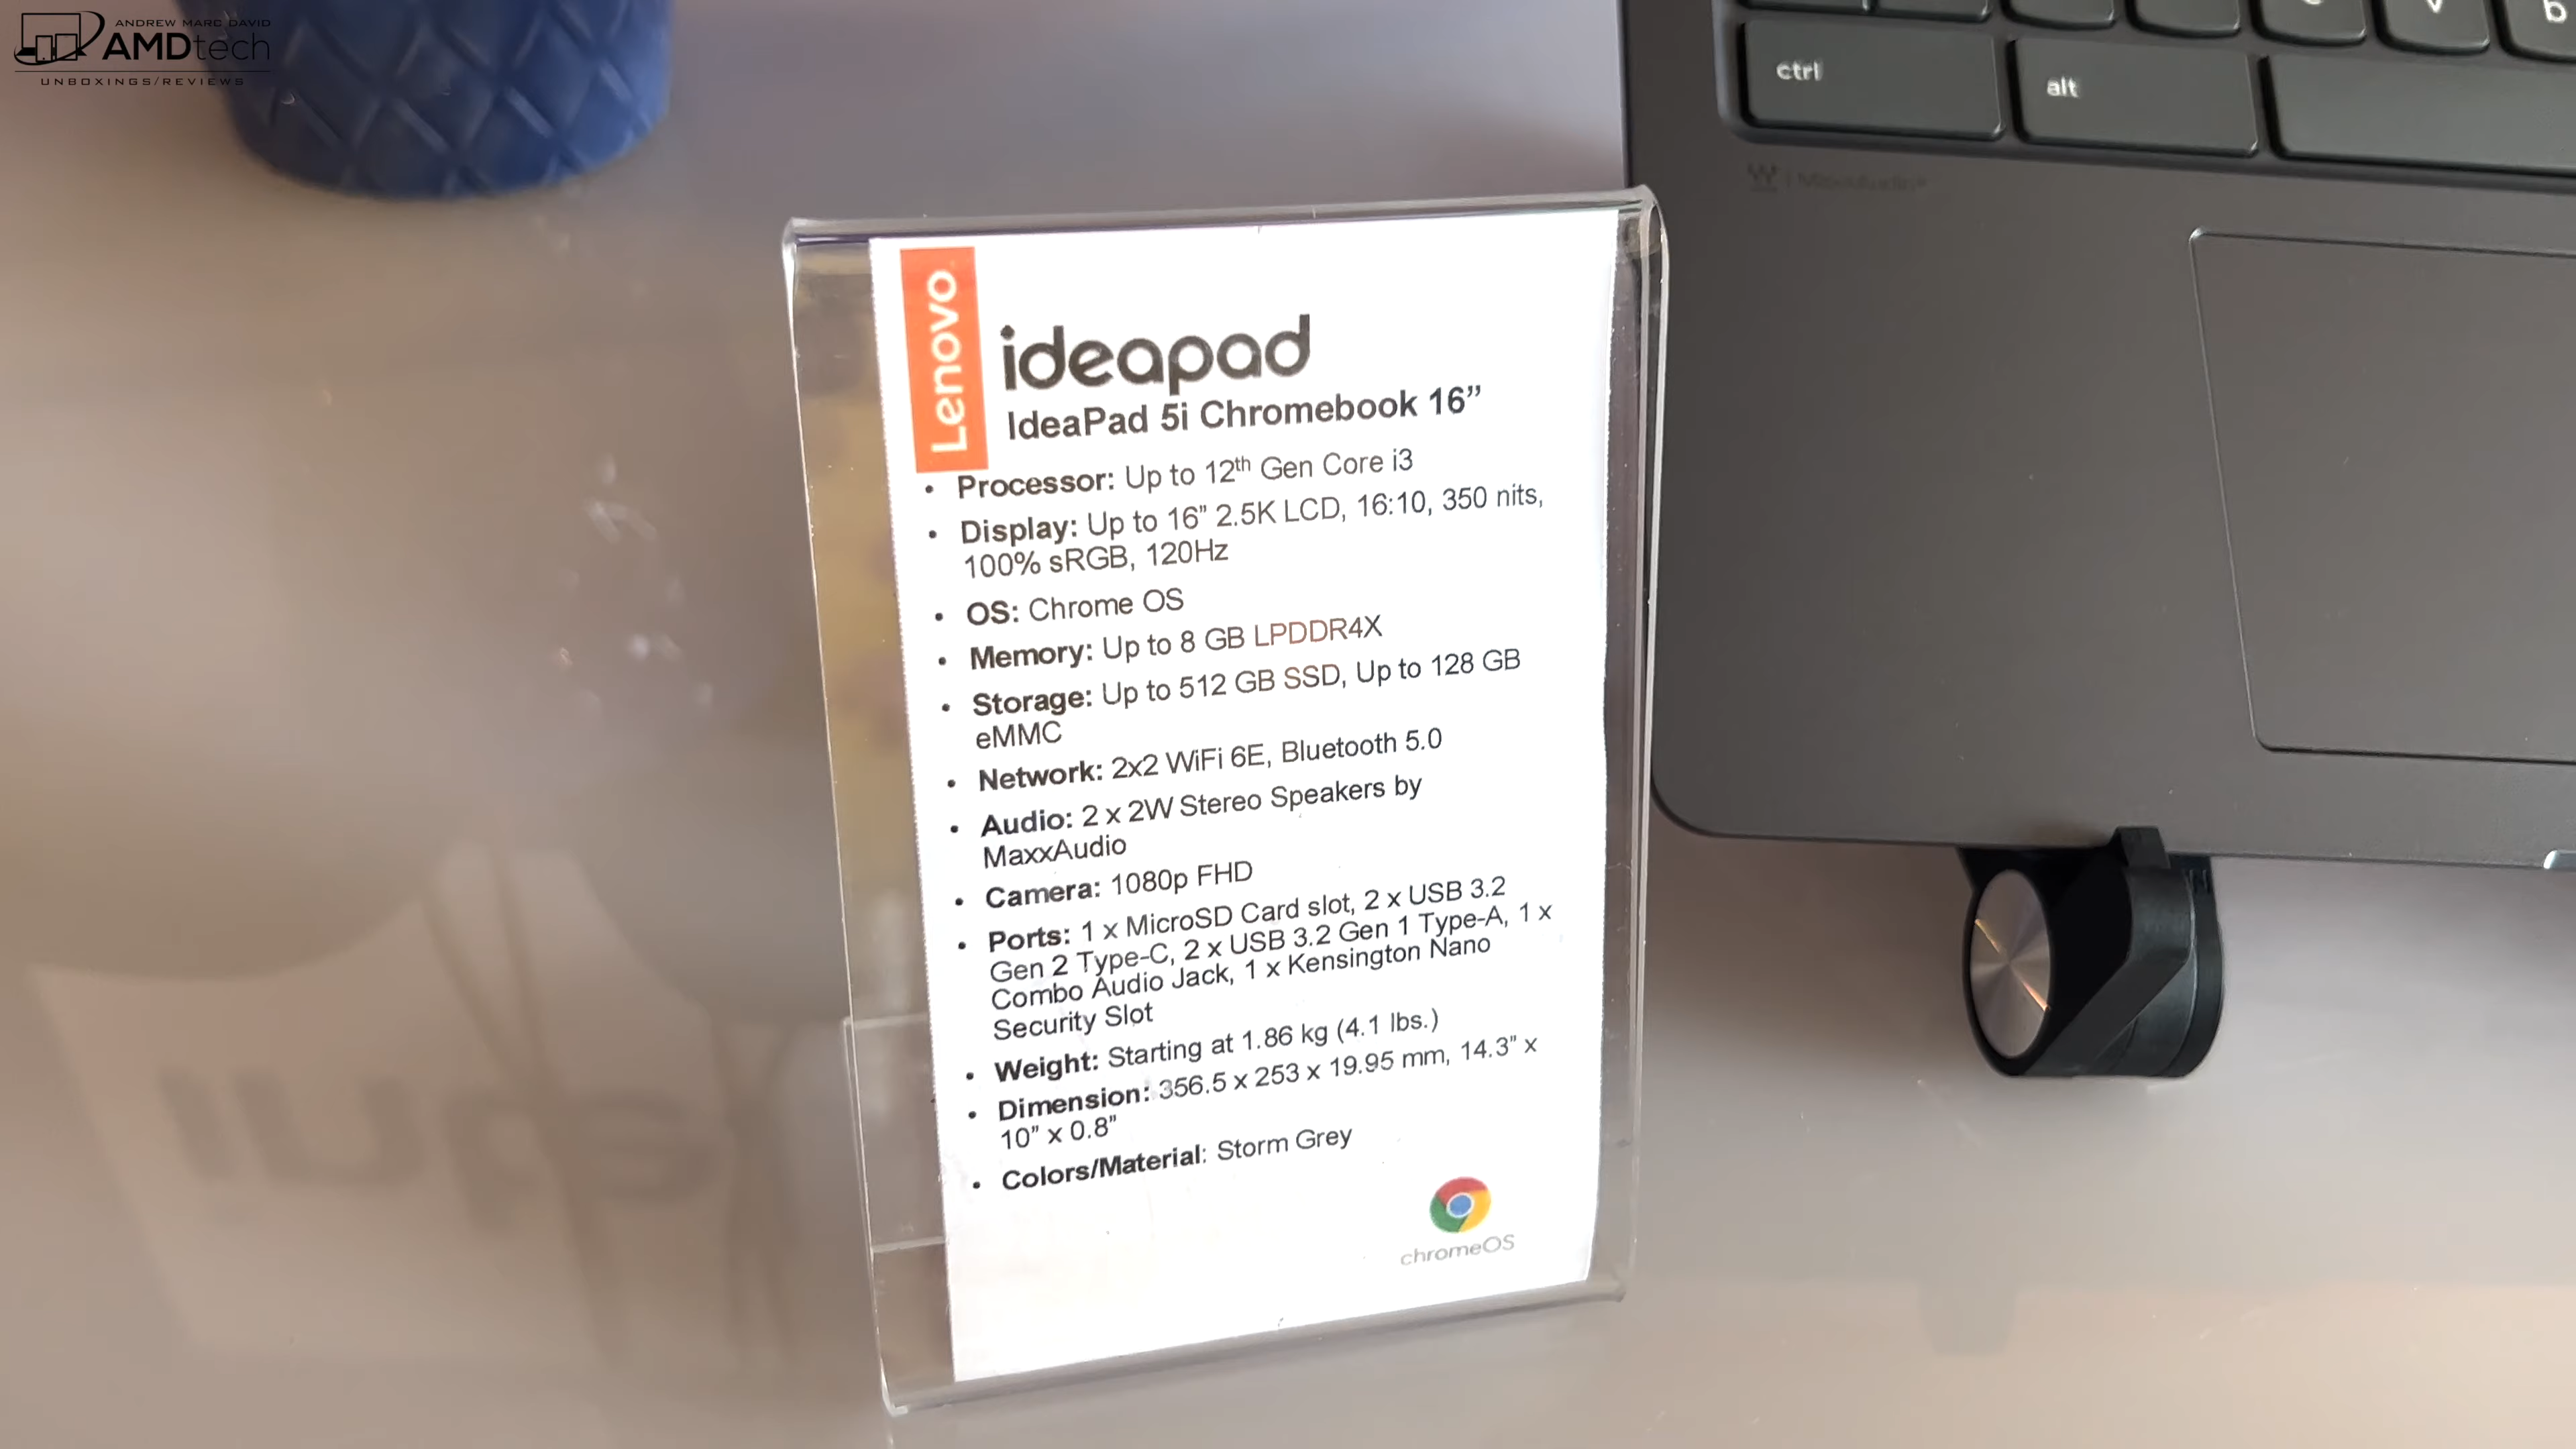 ANDREW MARC DAVID
AMDtech
UNBOXINGS/REVIEWS
ctrl
alt
v
b
Lenovo
ideapad
IdeaPad 5i Chromebook 16”
• Processor: Up to 12th Gen Core i3
• Display: Up to 16” 2.5K LCD, 16:10, 350 nits,
100% sRGB, 120Hz
• OS: Chrome OS
• Memory: Up to 8 GB LPDDR4X
• Storage: Up to 512 GB SSD, Up to 128 GB
eMMC
• Network: 2x2 WiFi 6E, Bluetooth 5.0
• Audio: 2 x 2W Stereo Speakers by
MaxxAudio
• Camera: 1080p FHD
• Ports: 1 x MicroSD Card slot, 2 x USB 3.2
Gen 2 Type-C, 2 x USB 3.2 Gen 1 Type-A, 1 x
Combo Audio Jack, 1 x Kensington Nano
Security Slot
• Weight: Starting at 1.86 kg (4.1 lbs.)
• Dimension: 356.5 x 253 x 19.95 mm, 14.3” x
10” x 0.8”
• Colors/Material: Storm Grey
chromeOS